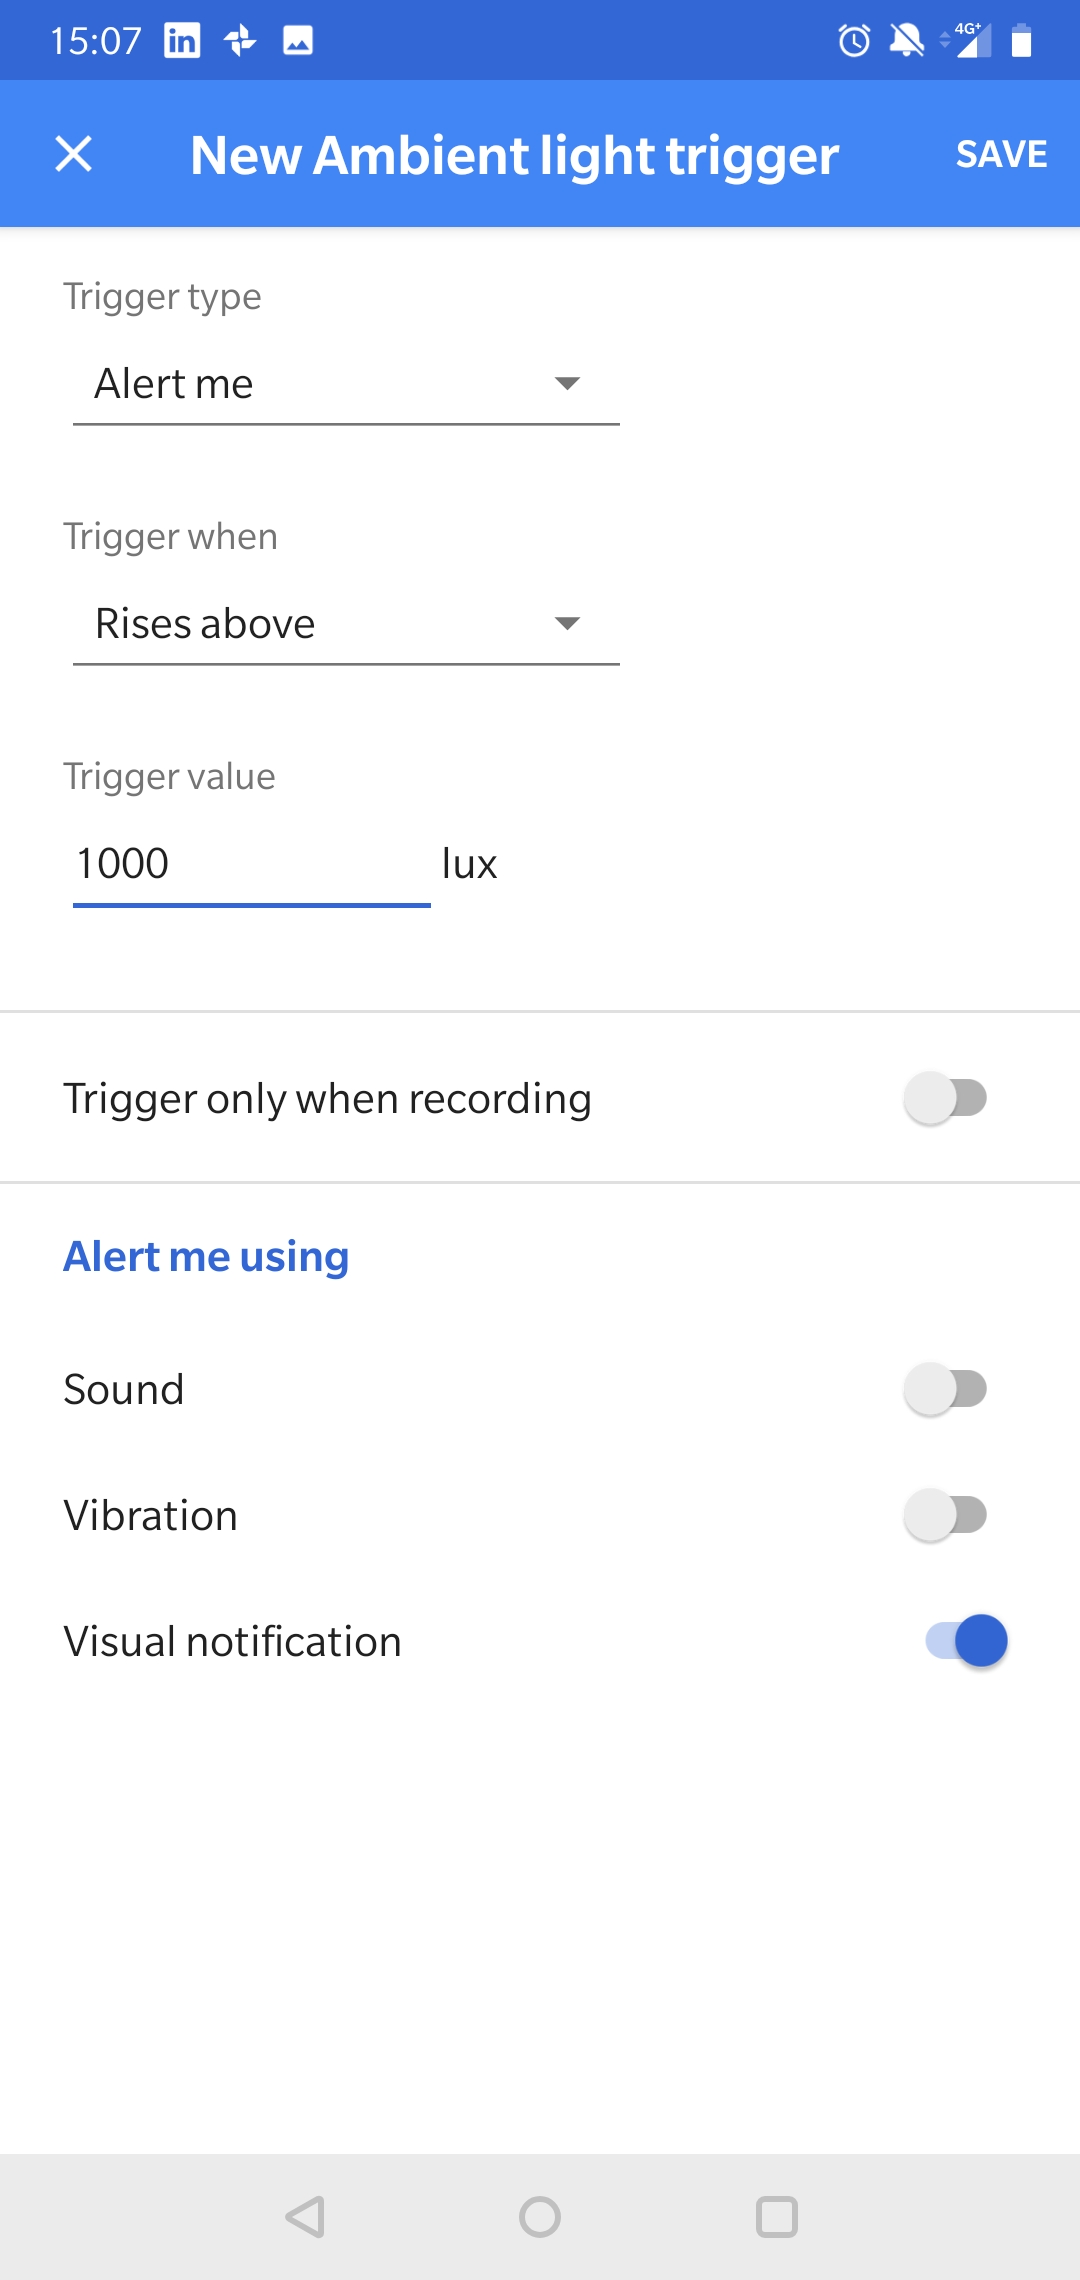 15:07 in 4G+
New Ambient light trigger SAVE
Trigger type
Alert me
Trigger when
Rises above
Trigger value
1000 lux
Trigger only when recording
Alert me using
Sound
Vibration
Visual notification